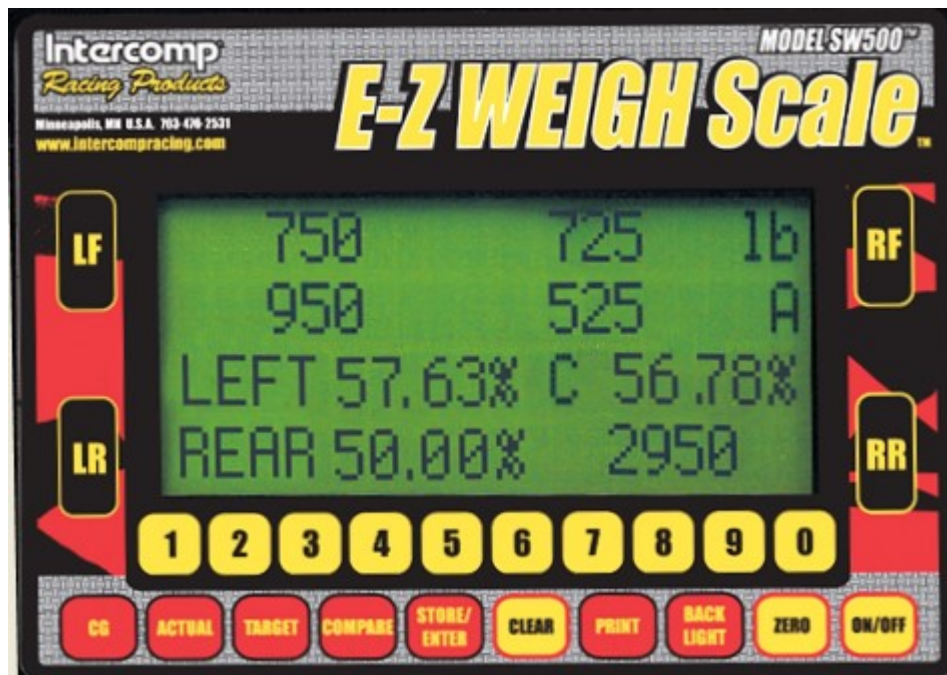 Intercomp
Racing Products
Minneapolis, MN U.S.A. 763-476-2531
www.intercompracing.com
MODEL SW500™
E-Z WEIGH Scale™
LF
750 725 lb
RF
950 525 A
LEFT 57.63% C 56.78%
LR
REAR 50.00% 2950
RR
1 2 3 4 5 6 7 8 9 0
CG ACTUAL TARGET COMPARE STORE/ ENTER CLEAR PRINT BACK LIGHT ZERO ON/OFF